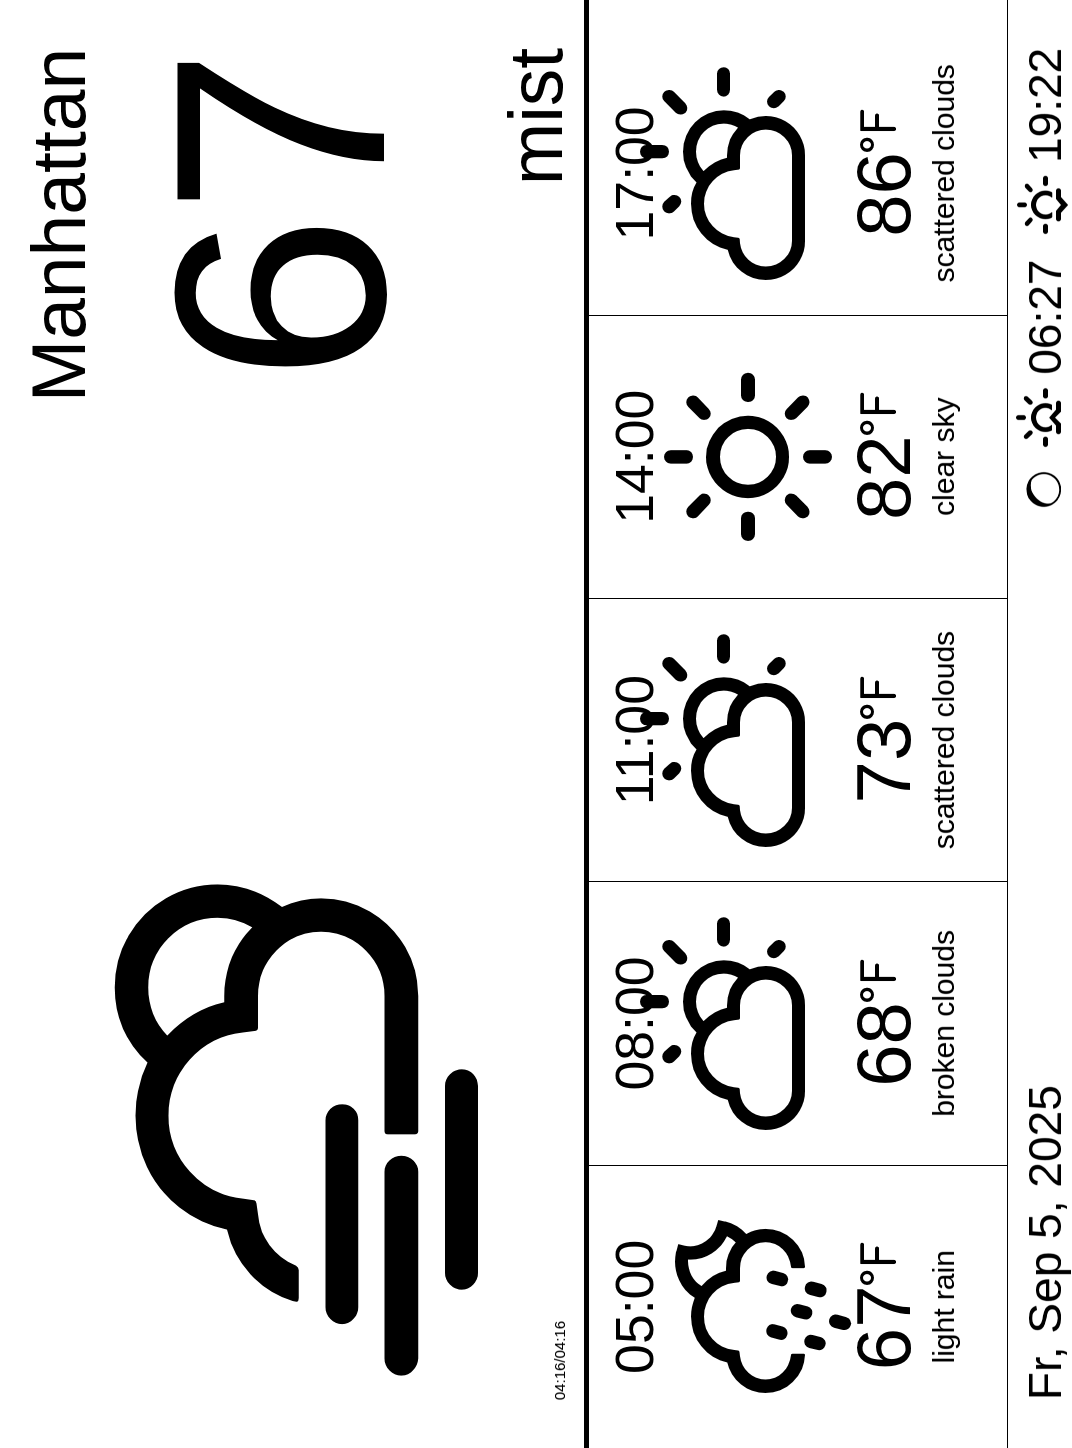 Manhattan
67
mist
04:16/04:16
05:00
67°F
light rain
08:00
68°F
broken clouds
11:00
73°F
scattered clouds
14:00
82°F
clear sky
17:00
86°F
scattered clouds
Fr, Sep 5, 2025
06:27
19:22